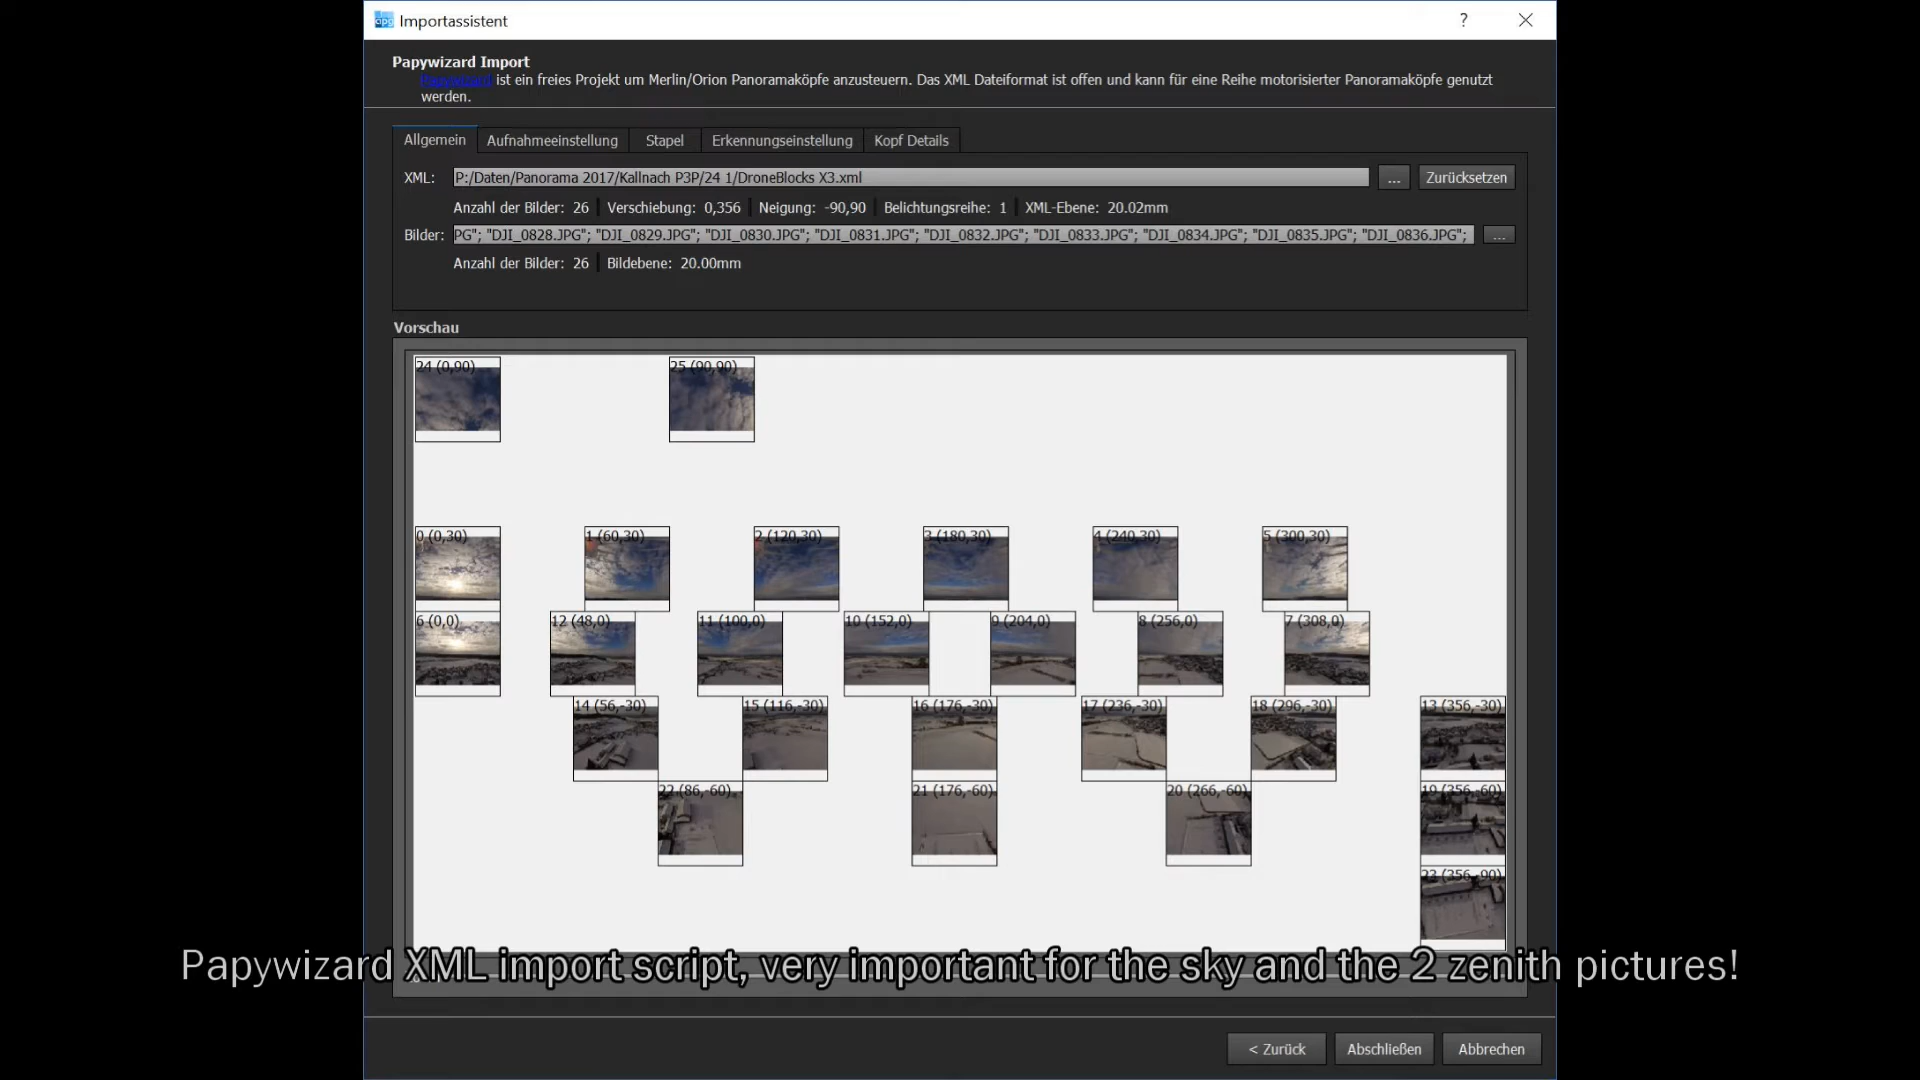 apg Importassistent ?
Papywizard Import
Papywizard ist ein freies Projekt um Merlin/Orion Panoramaköpfe anzusteuern. Das XML Dateiformat ist offen und kann für eine Reihe motorisierter Panoramaköpfe genutzt
werden.
Allgemein Aufnahmeeinstellung Stapel Erkennungseinstellung Kopf Details
XML: P:/Daten/Panorama 2017/Kallnach P3P/24 1/DroneBlocks X3.xml ... Zurücksetzen
Anzahl der Bilder: 26 Verschiebung: 0,356 Neigung: -90,90 Belichtungsreihe: 1 XML-Ebene: 20.02mm
Bilder: PG"; "DJI_0828.JPG"; "DJI_0829.JPG"; "DJI_0830.JPG"; "DJI_0831.JPG"; "DJI_0832.JPG"; "DJI_0833.JPG"; "DJI_0834.JPG"; "DJI_0835.JPG"; "DJI_0836.JPG"; ...
Anzahl der Bilder: 26 Bildebene: 20.00mm
Vorschau
24 (0,90) 25 (90,90)
0 (0,30) 1 (60,30) 2 (120,30) 3 (180,30) 4 (240,30) 5 (300,30)
6 (0,0) 12 (48,0) 11 (100,0) 10 (152,0) 9 (204,0) 8 (256,0) 7 (308,0)
14 (56,-30) 15 (116,-30) 16 (176,-30) 17 (236,-30) 18 (296,-30) 13 (356,-30)
22 (86,-60) 21 (176,-60) 20 (266,-60) 19 (356,-60)
23 (356,-90)
Papywizard XML import script, very important for the sky and the 2 zenith pictures!
< Zurück Abschließen Abbrechen